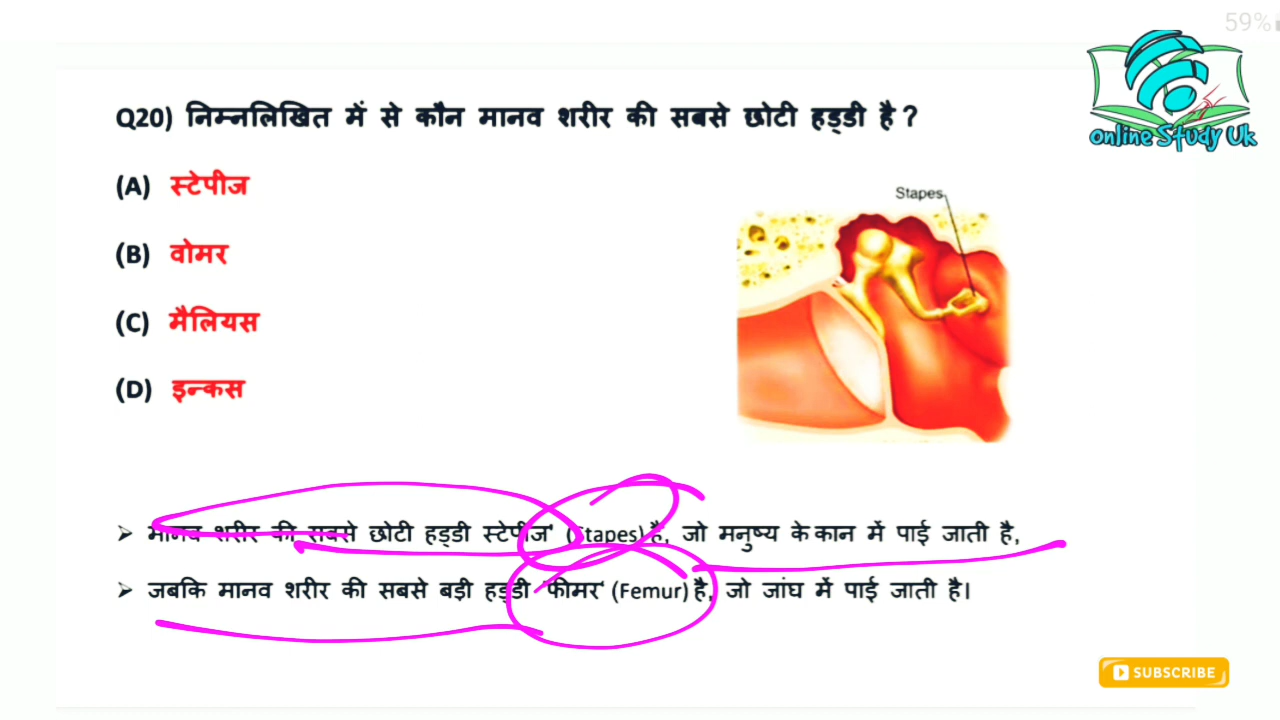 59%
Online Study Uk
Q20) निम्नलिखित में से कौन मानव शरीर की सबसे छोटी हड्डी है ?
(A) स्टेपीज
Stapes
(B) वोमर
(C) मैलियस
(D) इन्कस
➢ मानव शरीर की सबसे छोटी हड्डी स्टेपीज' (Stapes) है, जो मनुष्य के कान में पाई जाती है,
➢ जबकि मानव शरीर की सबसे बड़ी हड्डी 'फीमर' (Femur) है, जो जांघ में पाई जाती है।
SUBSCRIBE